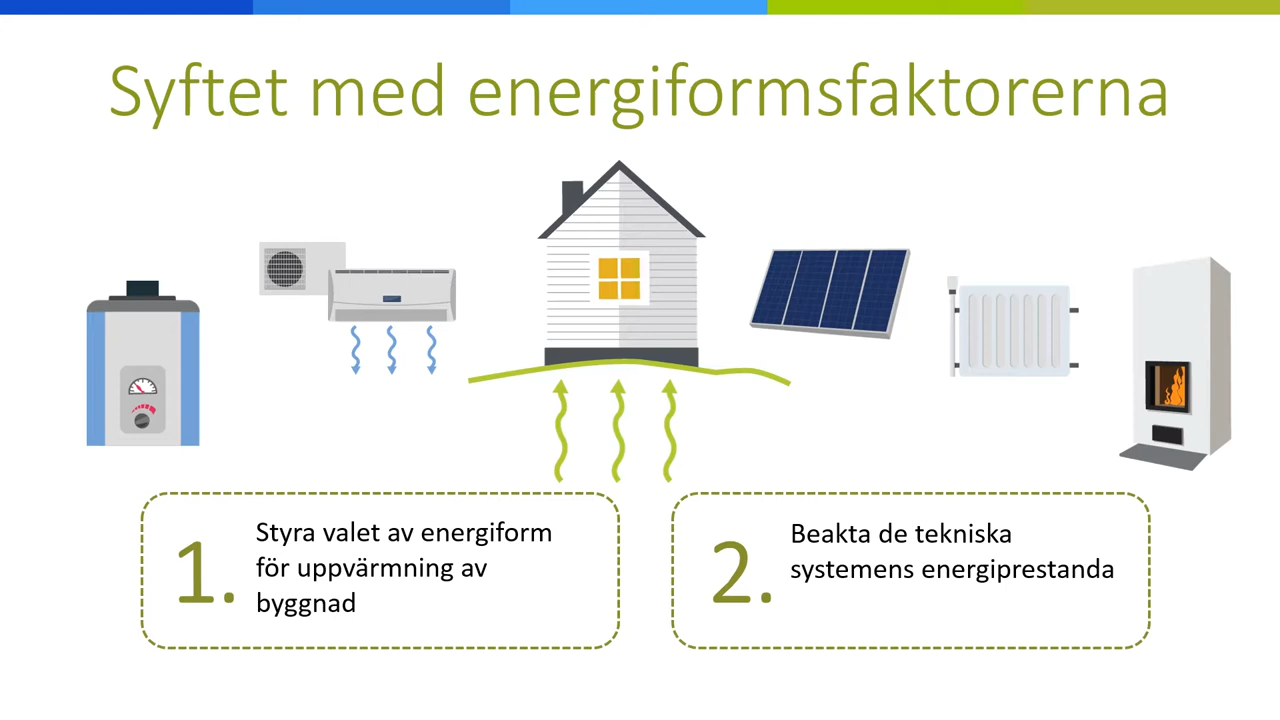 Syftet med energiformsfaktorerna
1.
Styra valet av energiform
för uppvärmning av
byggnad
2.
Beakta de tekniska
systemens energiprestanda